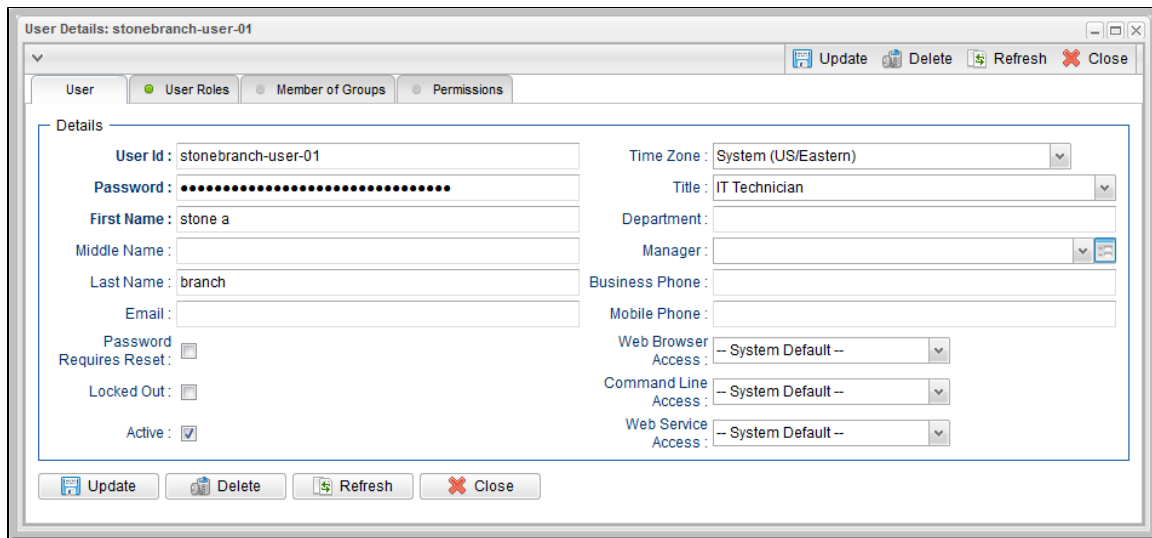 User Details: stonebranch-user-01
Update Delete Refresh Close
User User Roles Member of Groups Permissions
Details
User Id : stonebranch-user-01 Time Zone : System (US/Eastern)
Password : ●●●●●●●●●●●●●●●●●●●●●●●●●●●●●●●● Title : IT Technician
First Name : stone a Department :
Middle Name : Manager :
Last Name : branch Business Phone :
Email : Mobile Phone :
Password
Requires Reset :
Web Browser
Access : -- System Default --
Locked Out :
Command Line
Access : -- System Default --
Active :
Web Service
Access : -- System Default --
Update Delete Refresh Close